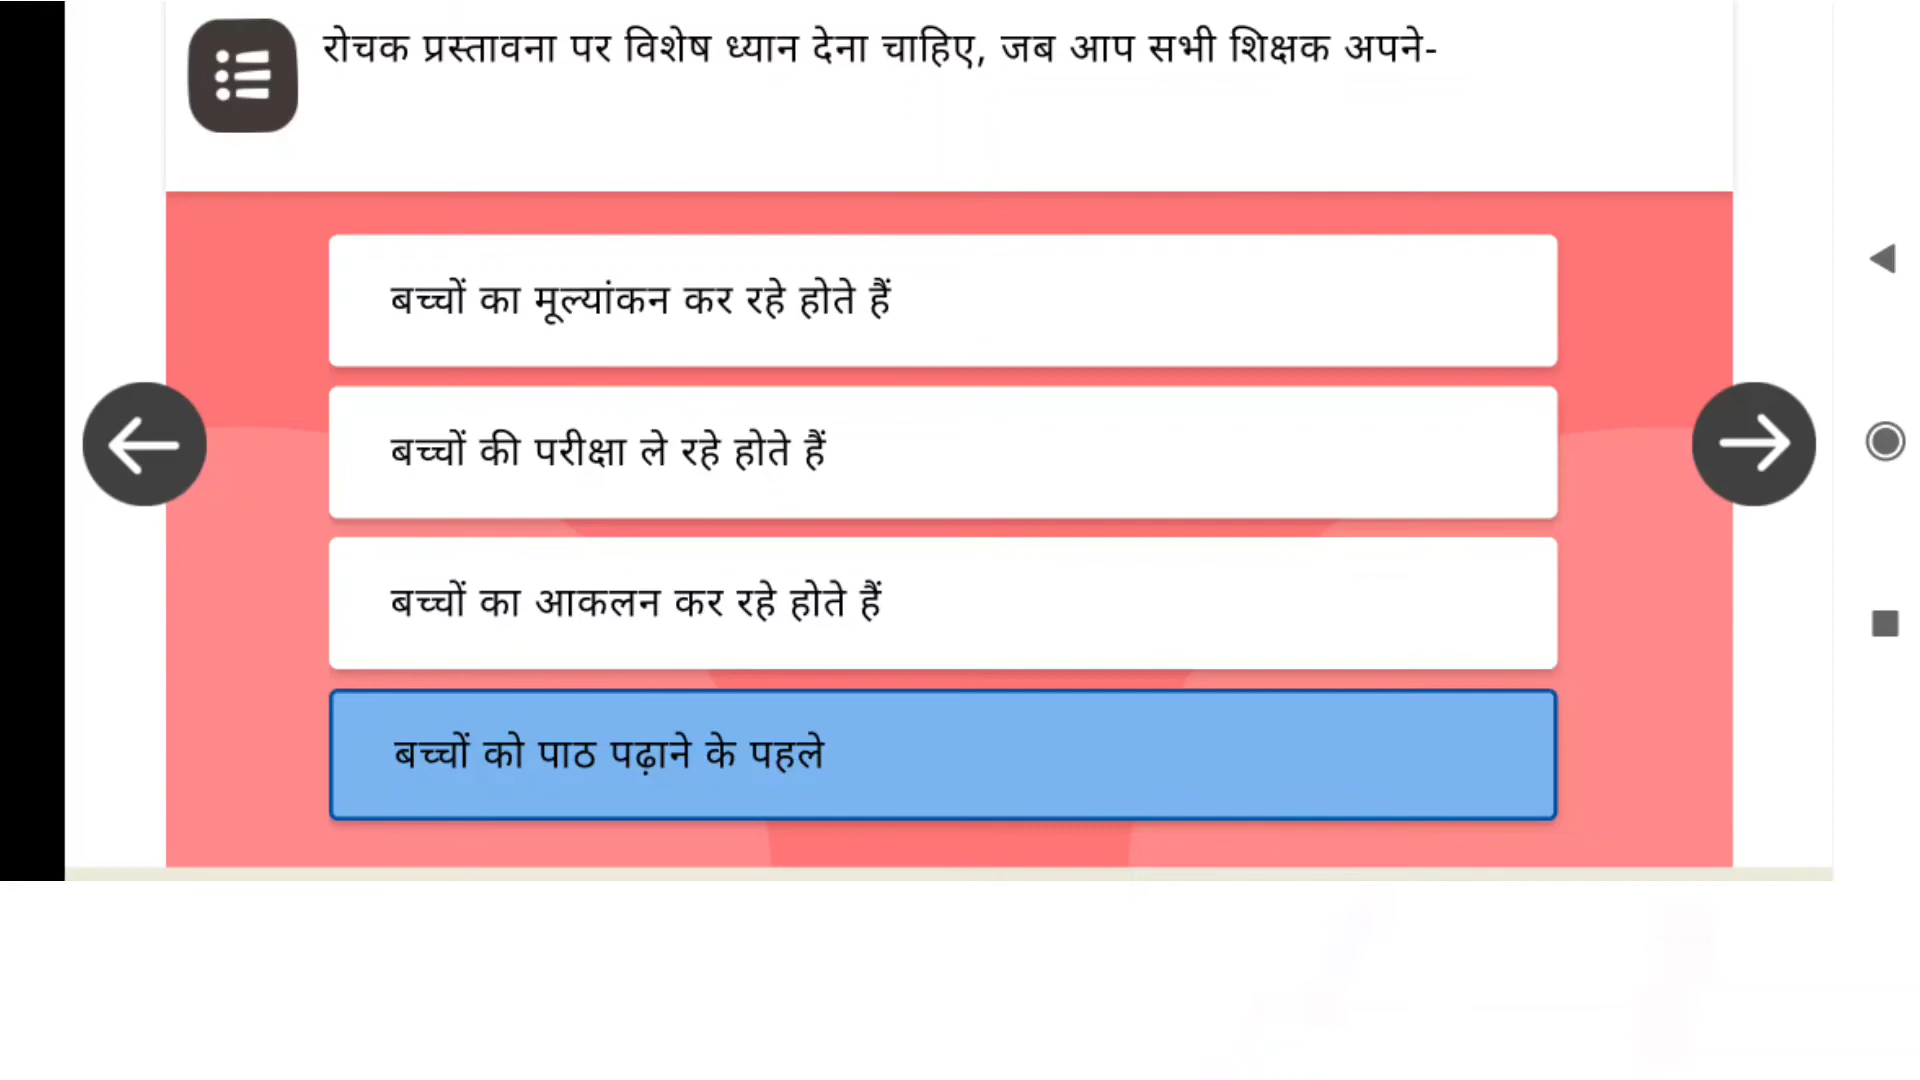 रोचक प्रस्तावना पर विशेष ध्यान देना चाहिए, जब आप सभी शिक्षक अपने-
बच्चों का मूल्यांकन कर रहे होते हैं
बच्चों की परीक्षा ले रहे होते हैं
बच्चों का आकलन कर रहे होते हैं
बच्चों को पाठ पढ़ाने के पहले